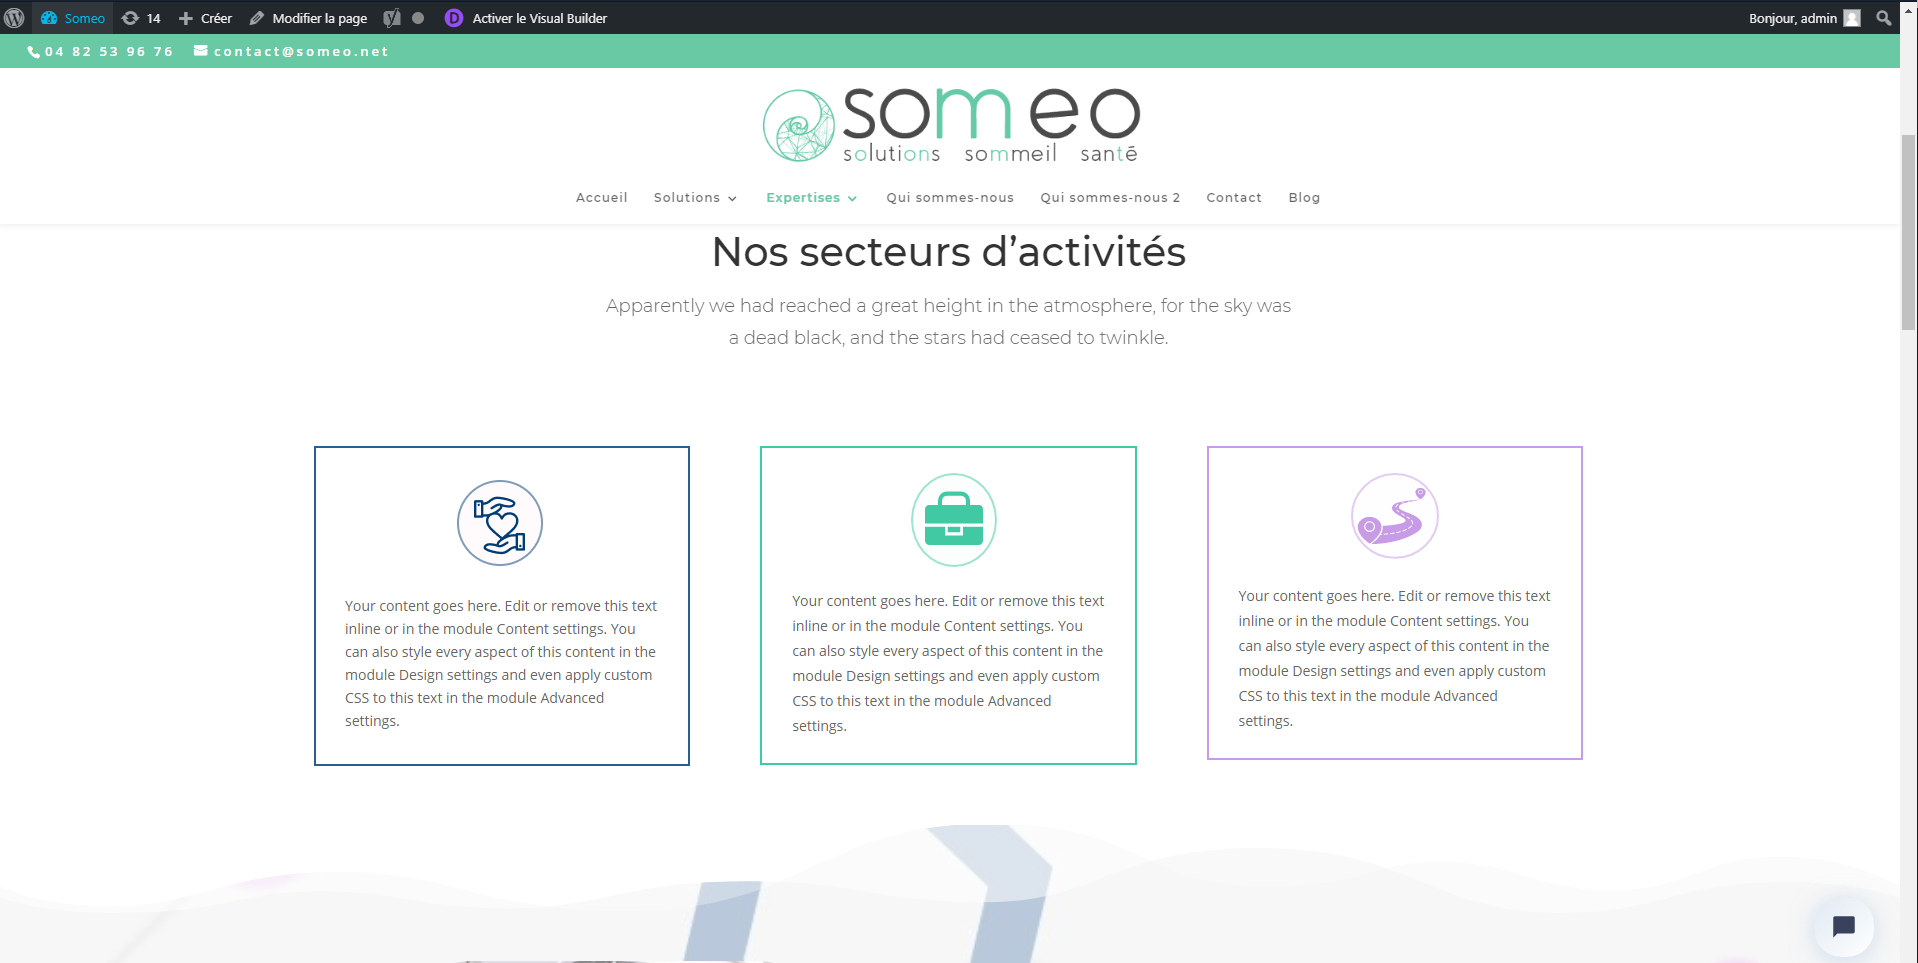 Someo 14 Créer Modifier la page Activer le Visual Builder Bonjour, admin
04 82 53 96 76 contact@someo.net
someo
solutions sommeil santé
Accueil Solutions Expertises Qui sommes-nous Qui sommes-nous 2 Contact Blog
Nos secteurs d’activités
Apparently we had reached a great height in the atmosphere, for the sky was
a dead black, and the stars had ceased to twinkle.
Your content goes here. Edit or remove this text
inline or in the module Content settings. You
can also style every aspect of this content in the
module Design settings and even apply custom
CSS to this text in the module Advanced
settings.
Your content goes here. Edit or remove this text
inline or in the module Content settings. You
can also style every aspect of this content in the
module Design settings and even apply custom
CSS to this text in the module Advanced
settings.
Your content goes here. Edit or remove this text
inline or in the module Content settings. You
can also style every aspect of this content in the
module Design settings and even apply custom
CSS to this text in the module Advanced
settings.